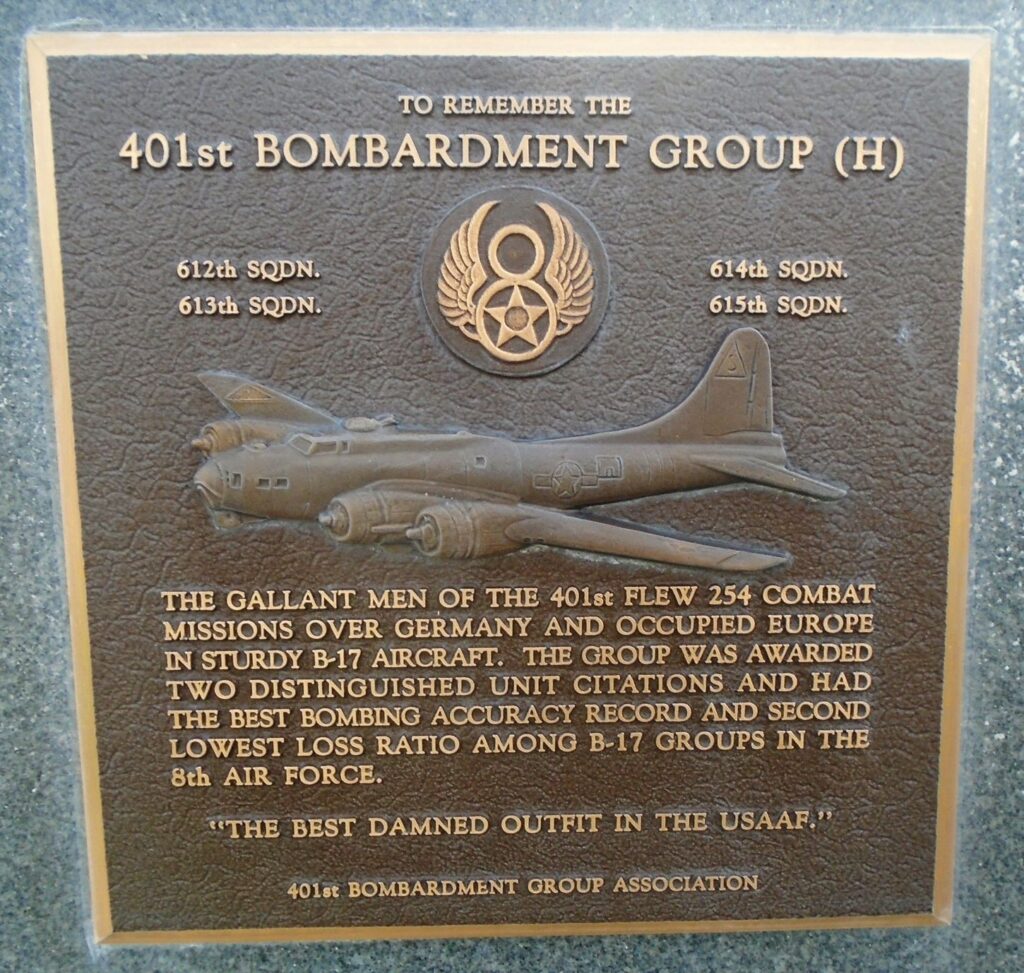 TO REMEMBER THE
401st BOMBARDMENT GROUP (H)
612th SQDN. 614th SQDN.
613th SQDN. 615th SQDN.
THE GALLANT MEN OF THE 401st FLEW 254 COMBAT
MISSIONS OVER GERMANY AND OCCUPIED EUROPE
IN STURDY B-17 AIRCRAFT. THE GROUP WAS AWARDED
TWO DISTINGUISHED UNIT CITATIONS AND HAD
THE BEST BOMBING ACCURACY RECORD AND SECOND
LOWEST LOSS RATIO AMONG B-17 GROUPS IN THE
8th AIR FORCE.
"THE BEST DAMNED OUTFIT IN THE USAAF."
401st BOMBARDMENT GROUP ASSOCIATION